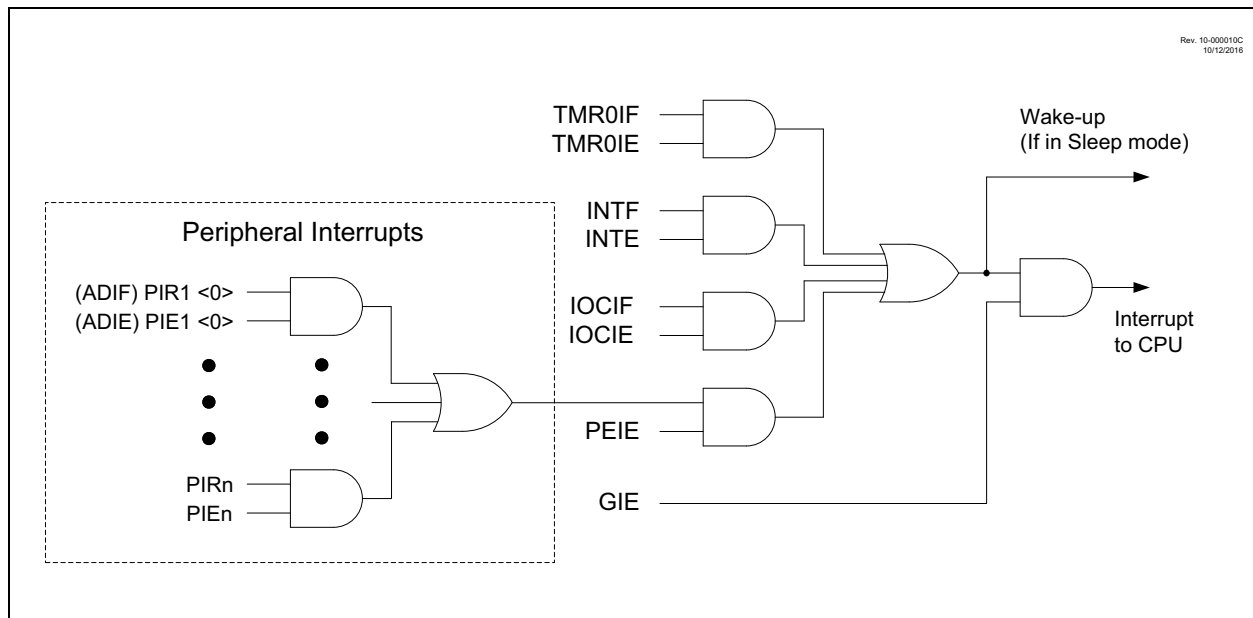 Rev. 10-000010C
10/12/2016
TMR0IF
TMR0IE
Wake-up
(If in Sleep mode)
INTF
INTE
Peripheral Interrupts
(ADIF) PIR1 <0>
(ADIE) PIE1 <0>
IOCIF
IOCIE
Interrupt
to CPU
PEIE
PIRn
PIEn
GIE